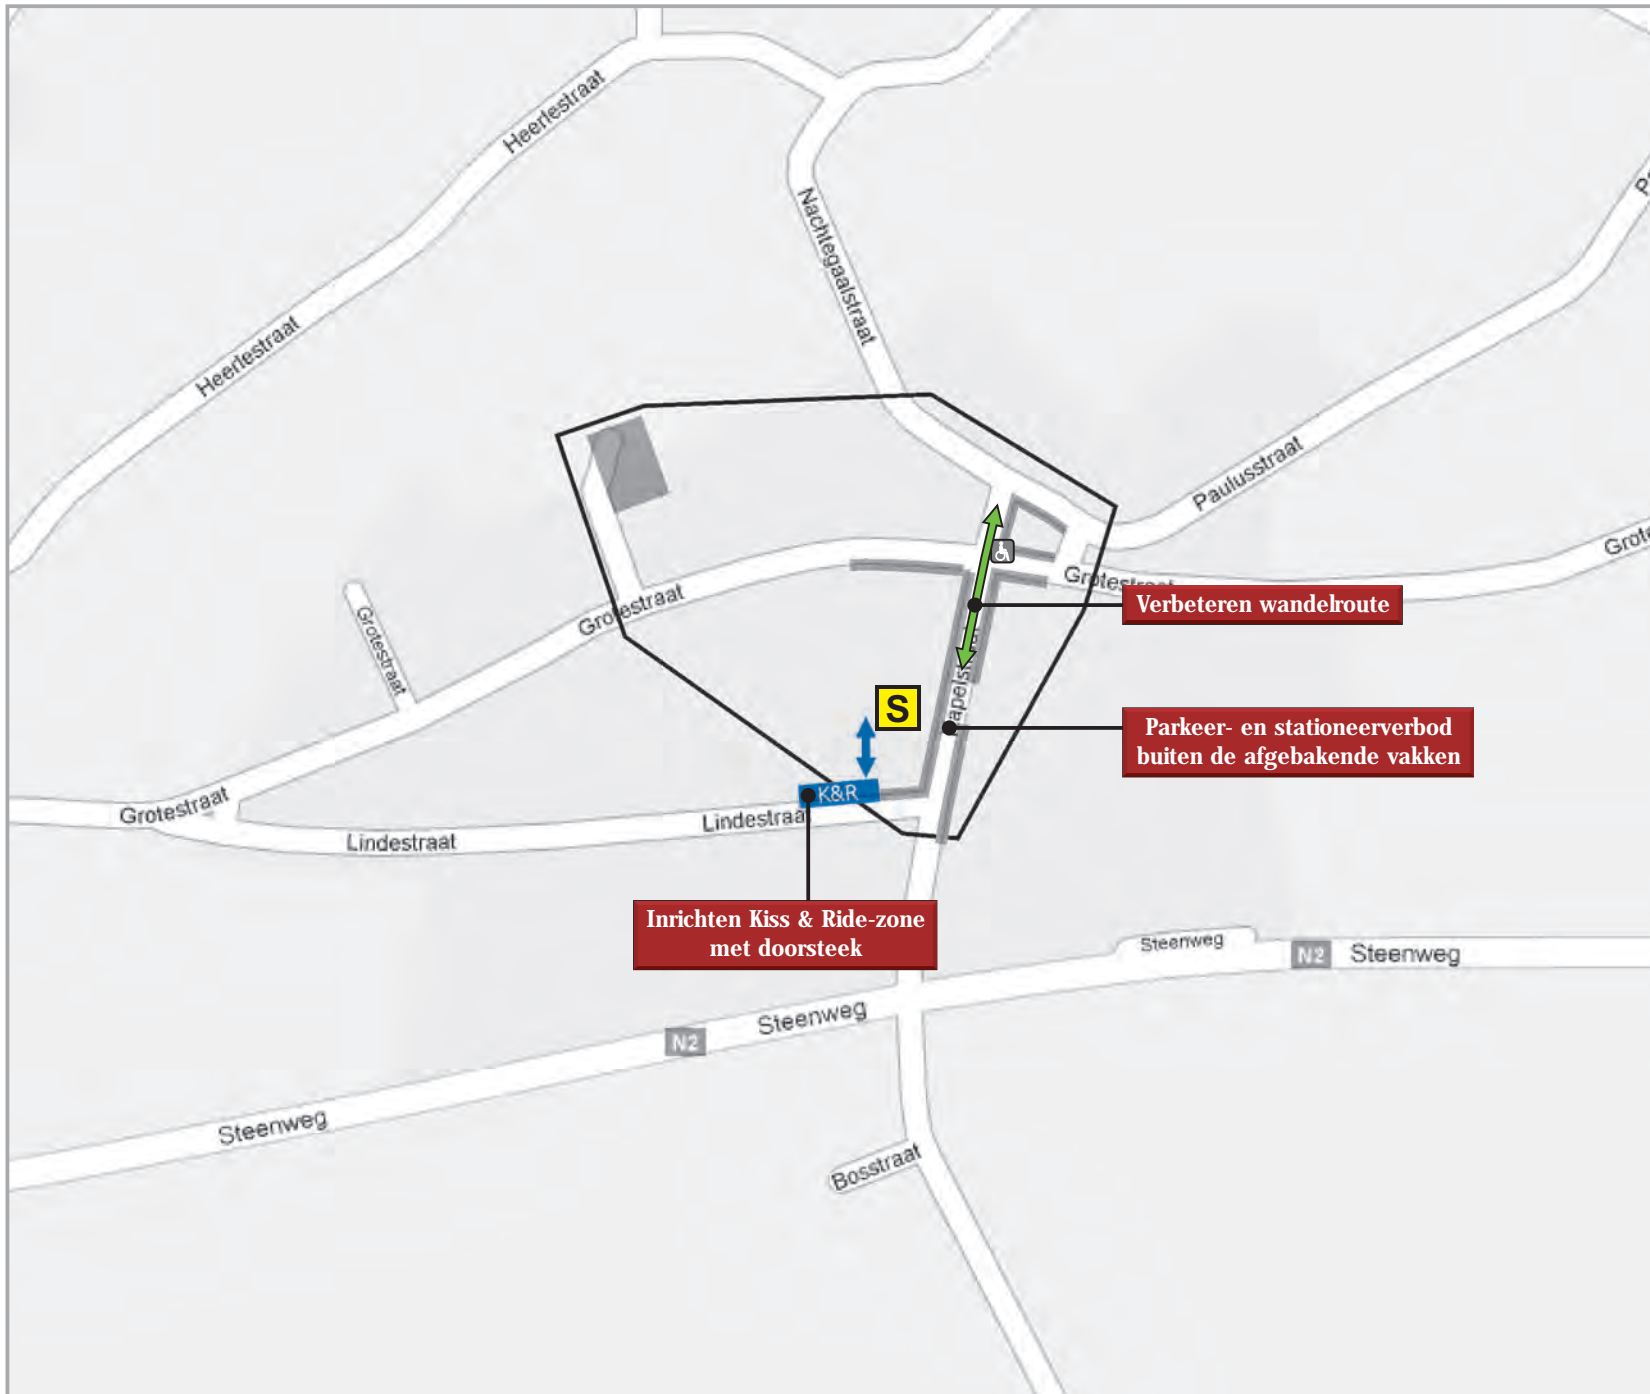 Heerlestraat
Nachtegaalstraat
Heerlestraat
Paulusstraat
Grotestraat
Grotestraat
Grotestraat
Verbeteren wandelroute
S
Parkeer- en stationeerverbod
buiten de afgebakende vakken
K&R
Grotestraat
Lindestraat
Lindestraat
Inrichten Kiss & Ride-zone
met doorsteek
Steenweg
N2
Steenweg
Steenweg
N2
Steenweg
Bosstraat